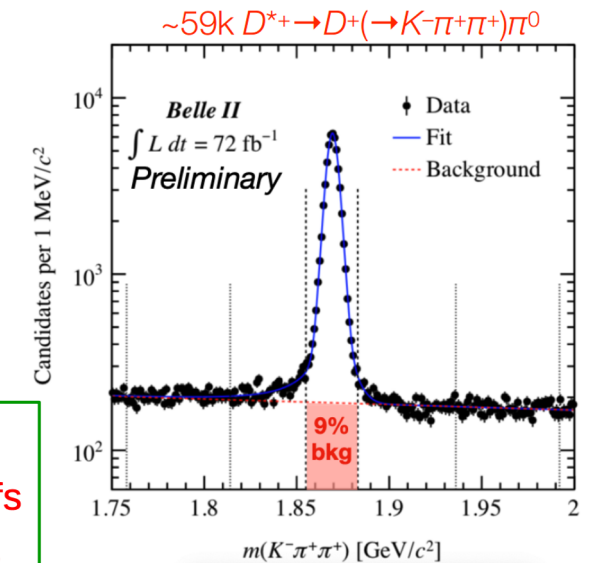 ~59k D*+→D+(→K−π+π+)π0
Belle II
∫ L dt = 72 fb−1
Preliminary
Data
Fit
Background
Candidates per 1 MeV/c2
104
103
102
9%
bkg
fs
1.75
1.8
1.85
1.9
1.95
2
m(K−π+π+) [GeV/c2]